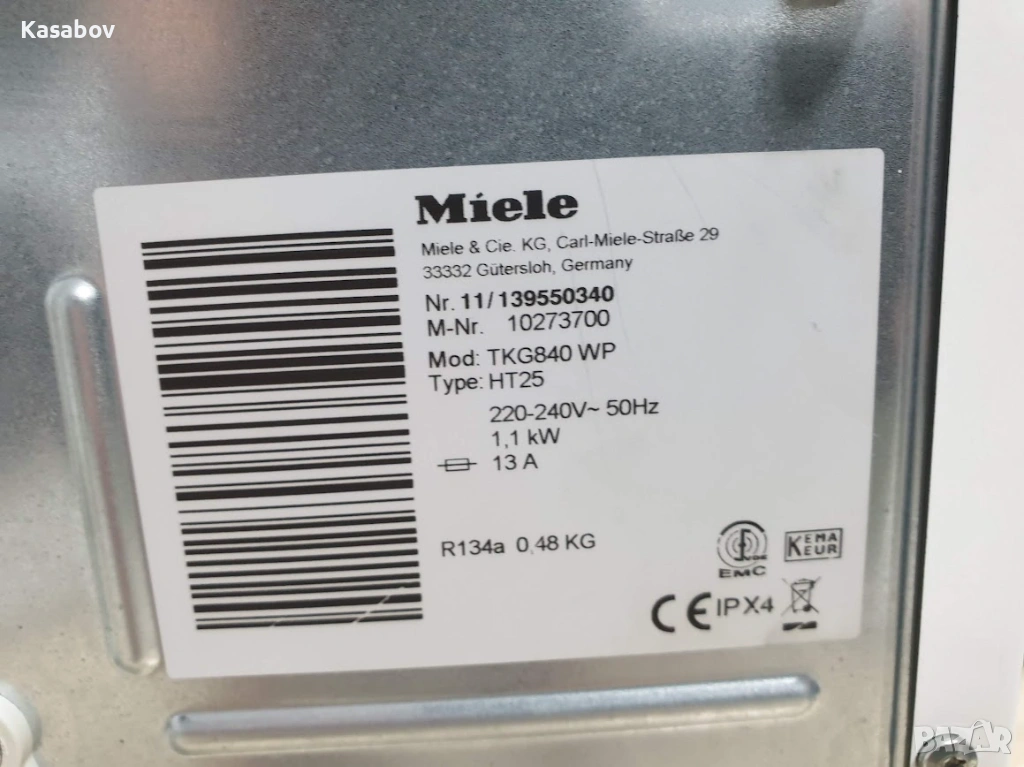 Kasabov
Miele
Miele & Cie. KG, Carl-Miele-Straße 29
33332 Gütersloh, Germany
Nr. 11/139550340
M-Nr. 10273700
Mod: TKG840 WP
Type: HT25
220-240V~ 50Hz
1,1 kW
13 A
R134a 0,48 KG
VDE
EMC
KEMA
KEUR
CE IPX4
BAZAR